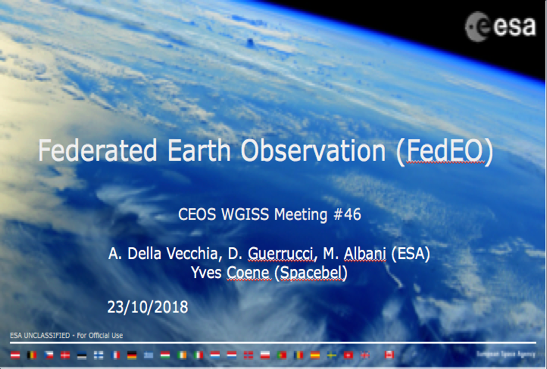 esa
Federated Earth Observation (FedEO)
CEOS WGISS Meeting #46
A. Della Vecchia, D. Guerrucci, M. Albani (ESA)
Yves Coene (Spacebel)
23/10/2018
ESA UNCLASSIFIED - For Official Use
European Space Agency